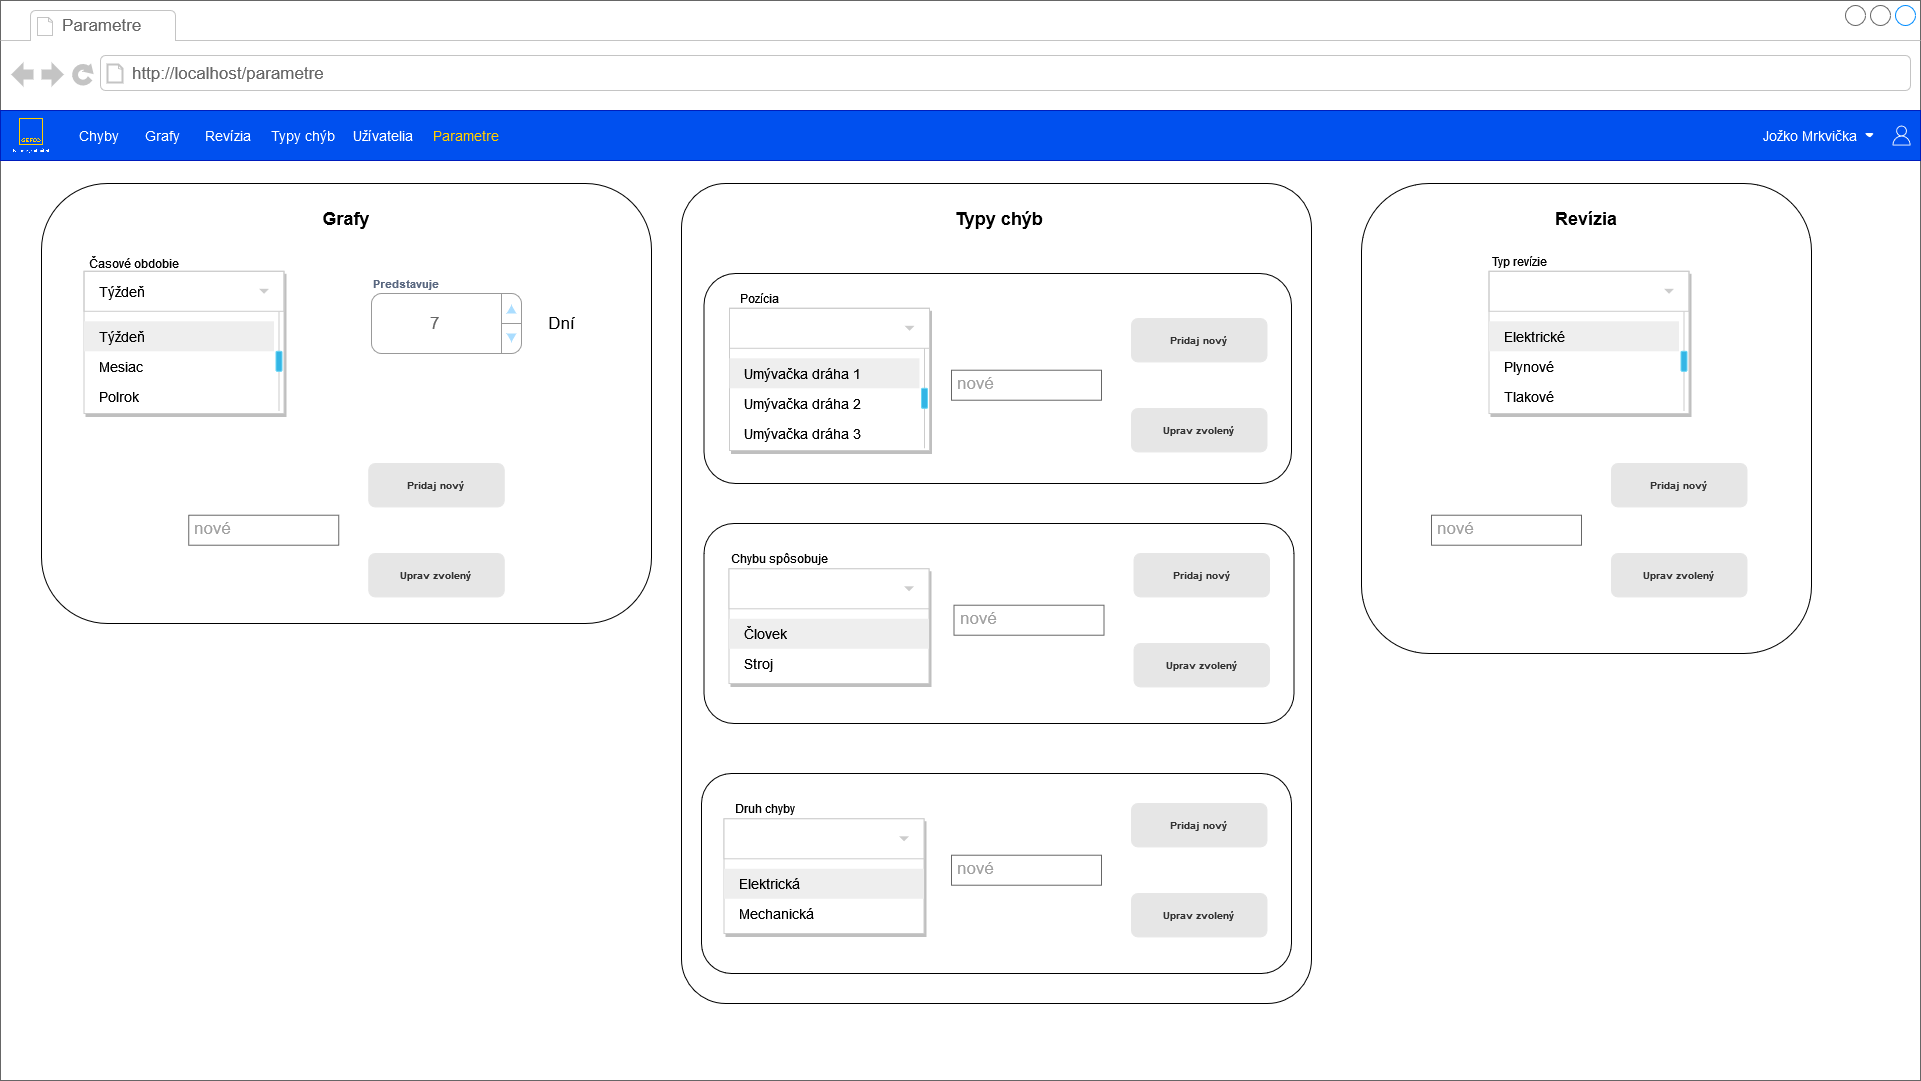 Parametre
http://localhost/parametre
GEFCO
Chyby Grafy Revízia Typy chýb Užívatelia Parametre Jožko Mrkvička
Grafy
Časové obdobie
Týždeň
Týždeň
Mesiac
Polrok
Predstavuje
7
Dní
nové
Pridaj nový
Uprav zvolený
Typy chýb
Pozícia
Umývačka dráha 1
Umývačka dráha 2
Umývačka dráha 3
nové
Pridaj nový
Uprav zvolený
Chybu spôsobuje
Človek
Stroj
nové
Pridaj nový
Uprav zvolený
Druh chyby
Elektrická
Mechanická
nové
Pridaj nový
Uprav zvolený
Revízia
Typ revízie
Elektrické
Plynové
Tlakové
nové
Pridaj nový
Uprav zvolený